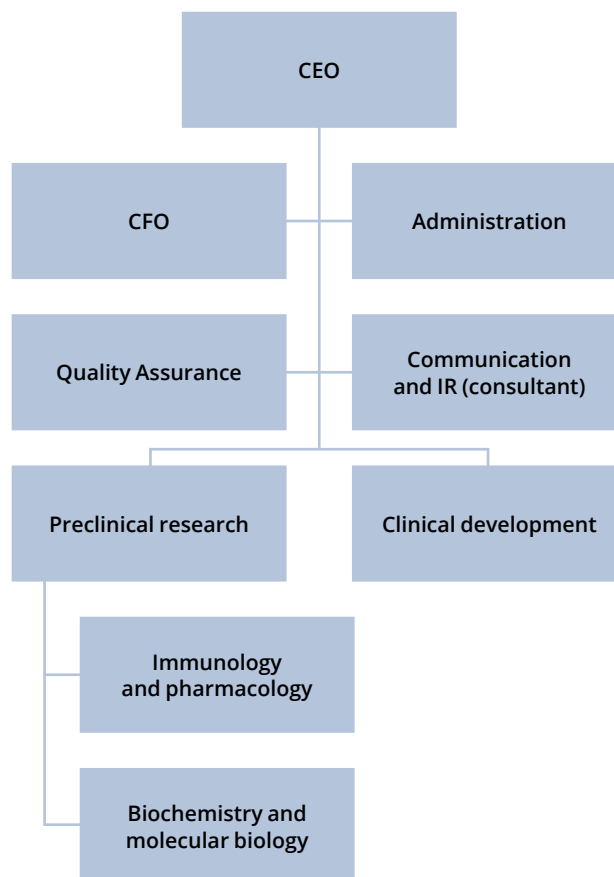 CEO
CFO
Administration
Quality Assurance
Communication
and IR (consultant)
Preclinical research
Clinical development
Immunology
and pharmacology
Biochemistry and
molecular biology